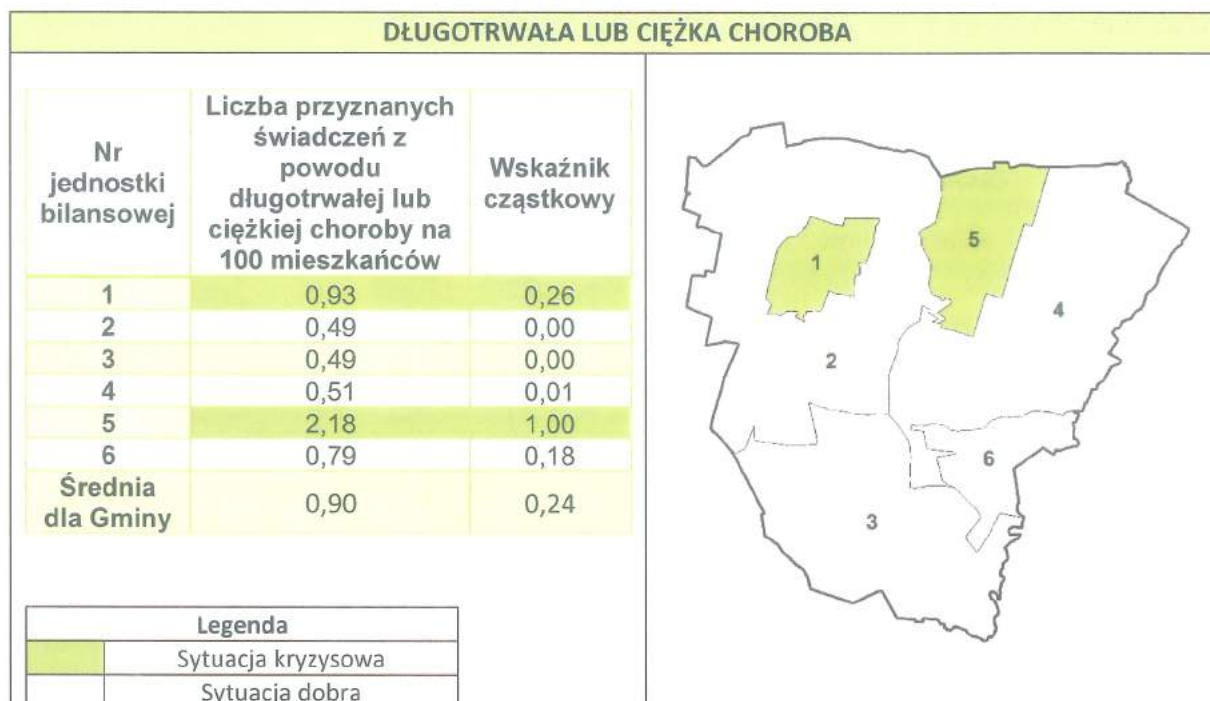 DŁUGOTRWAŁA LUB CIĘŻKA CHOROBA
Nr
jednostki
bilansowej
Liczba przyznanych
świadczeń z
powodu
długotrwałej lub
ciężkiej choroby na
100 mieszkańców
Wskaźnik
cząstkowy
1 0,93 0,26
2 0,49 0,00
3 0,49 0,00
4 0,51 0,01
5 2,18 1,00
6 0,79 0,18
Średnia
dla Gminy
0,90 0,24
Legenda
Sytuacja kryzysowa
Sytuacja dobra
1
5
4
2
6
3